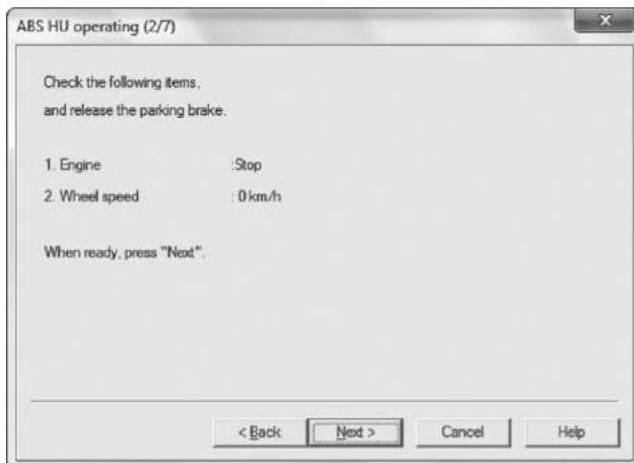 ABS HU operating (2/7)
Check the following items,
and release the parking brake.
1. Engine :Stop
2. Wheel speed : 0 km/h
When ready, press "Next".
< Back Next > Cancel Help